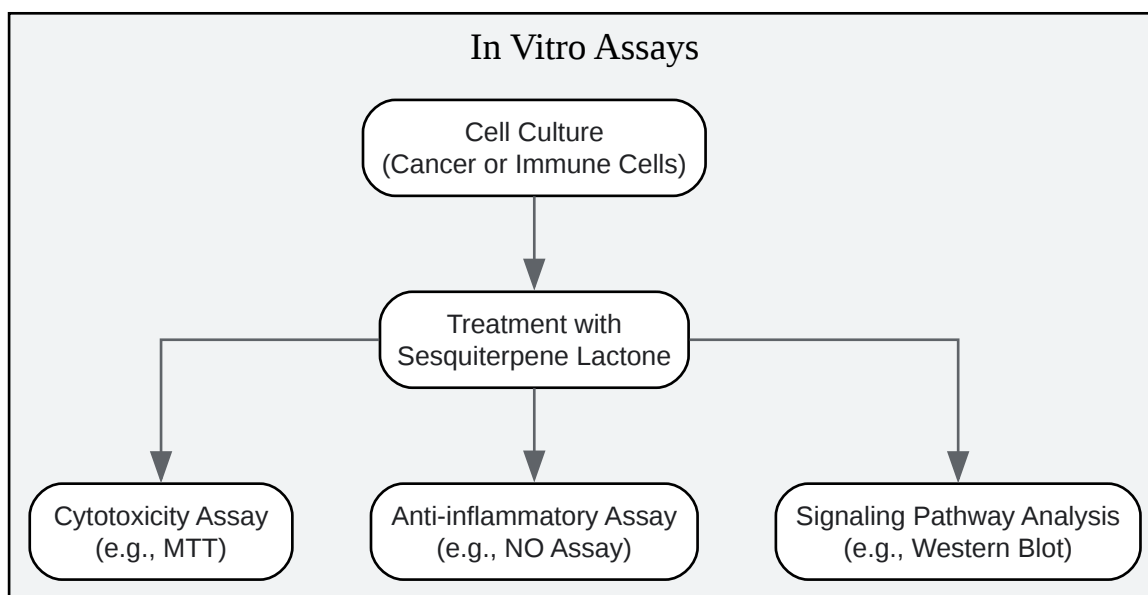 In Vitro Assays
Cell Culture
(Cancer or Immune Cells)
Treatment with
Sesquiterpene Lactone
Cytotoxicity Assay
(e.g., MTT)
Anti-inflammatory Assay
(e.g., NO Assay)
Signaling Pathway Analysis
(e.g., Western Blot)